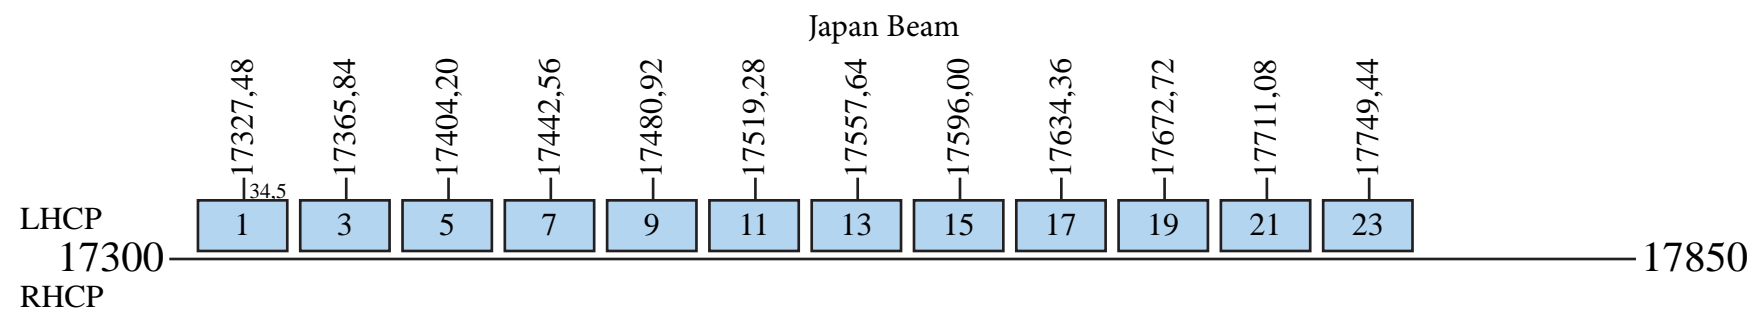 Japan Beam
17327,48 17365,84 17404,20 17442,56 17480,92 17519,28 17557,64 17596,00 17634,36 17672,72 17711,08 17749,44
34,5
LHCP 1 3 5 7 9 11 13 15 17 19 21 23
17300 17850
RHCP